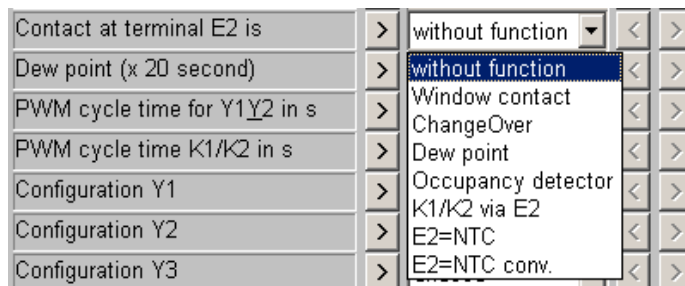 Contact at terminal E2 is > without function < >
Dew point (x 20 second) > without function < >
Window contact
PWM cycle time for Y1Y2 in s > ChangeOver < >
PWM cycle time K1/K2 in s > Dew point < >
Configuration Y1 > Occupancy detector < >
K1/K2 via E2
Configuration Y2 > E2=NTC < >
Configuration Y3 > E2=NTC conv. < >